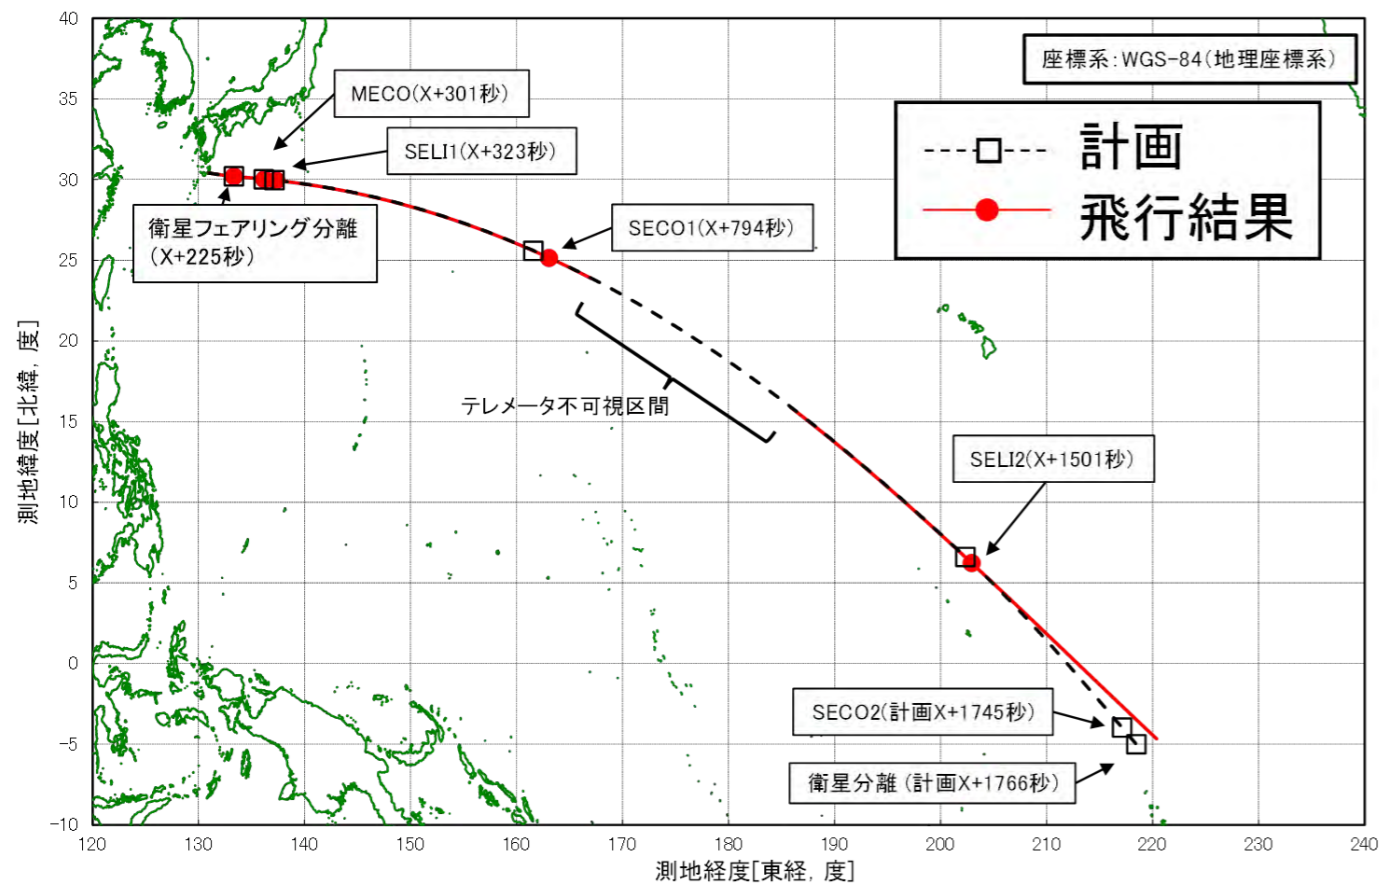 座標系:WGS-84(地理座標系)
計画
飛行結果
MECO(X+301秒)
SELI1(X+323秒)
衛星フェアリング分離
(X+225秒)
SECO1(X+794秒)
テレメータ不可視区間
SELI2(X+1501秒)
SECO2(計画X+1745秒)
衛星分離 (計画X+1766秒)
測地緯度[北緯, 度]
40
35
30
25
20
15
10
5
0
-5
-10
120 130 140 150 160 170 180 190 200 210 220 230 240
測地経度[東経, 度]